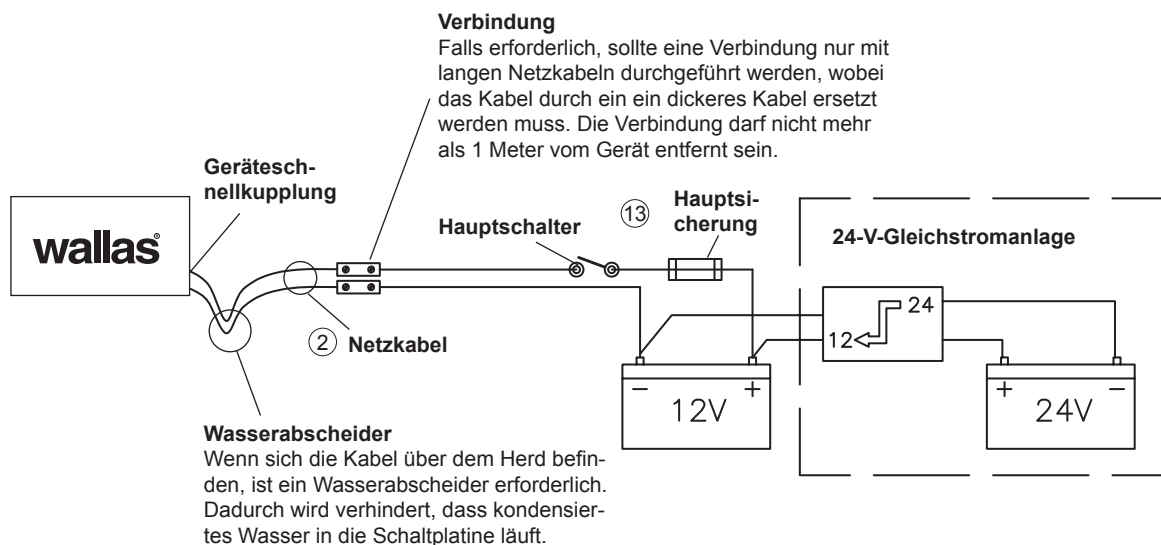 Verbindung
Falls erforderlich, sollte eine Verbindung nur mit
langen Netzkabeln durchgeführt werden, wobei
das Kabel durch ein ein dickeres Kabel ersetzt
werden muss. Die Verbindung darf nicht mehr
als 1 Meter vom Gerät entfernt sein.
Gerätesch-
nellkupplung
wallas®
Hauptschalter
13
Hauptsi-
cherung
24-V-Gleichstromanlage
24
12
2 Netzkabel
− +
12V
+ −
24V
Wasserabscheider
Wenn sich die Kabel über dem Herd befin-
den, ist ein Wasserabscheider erforderlich.
Dadurch wird verhindert, dass kondensier-
tes Wasser in die Schaltplatine läuft.